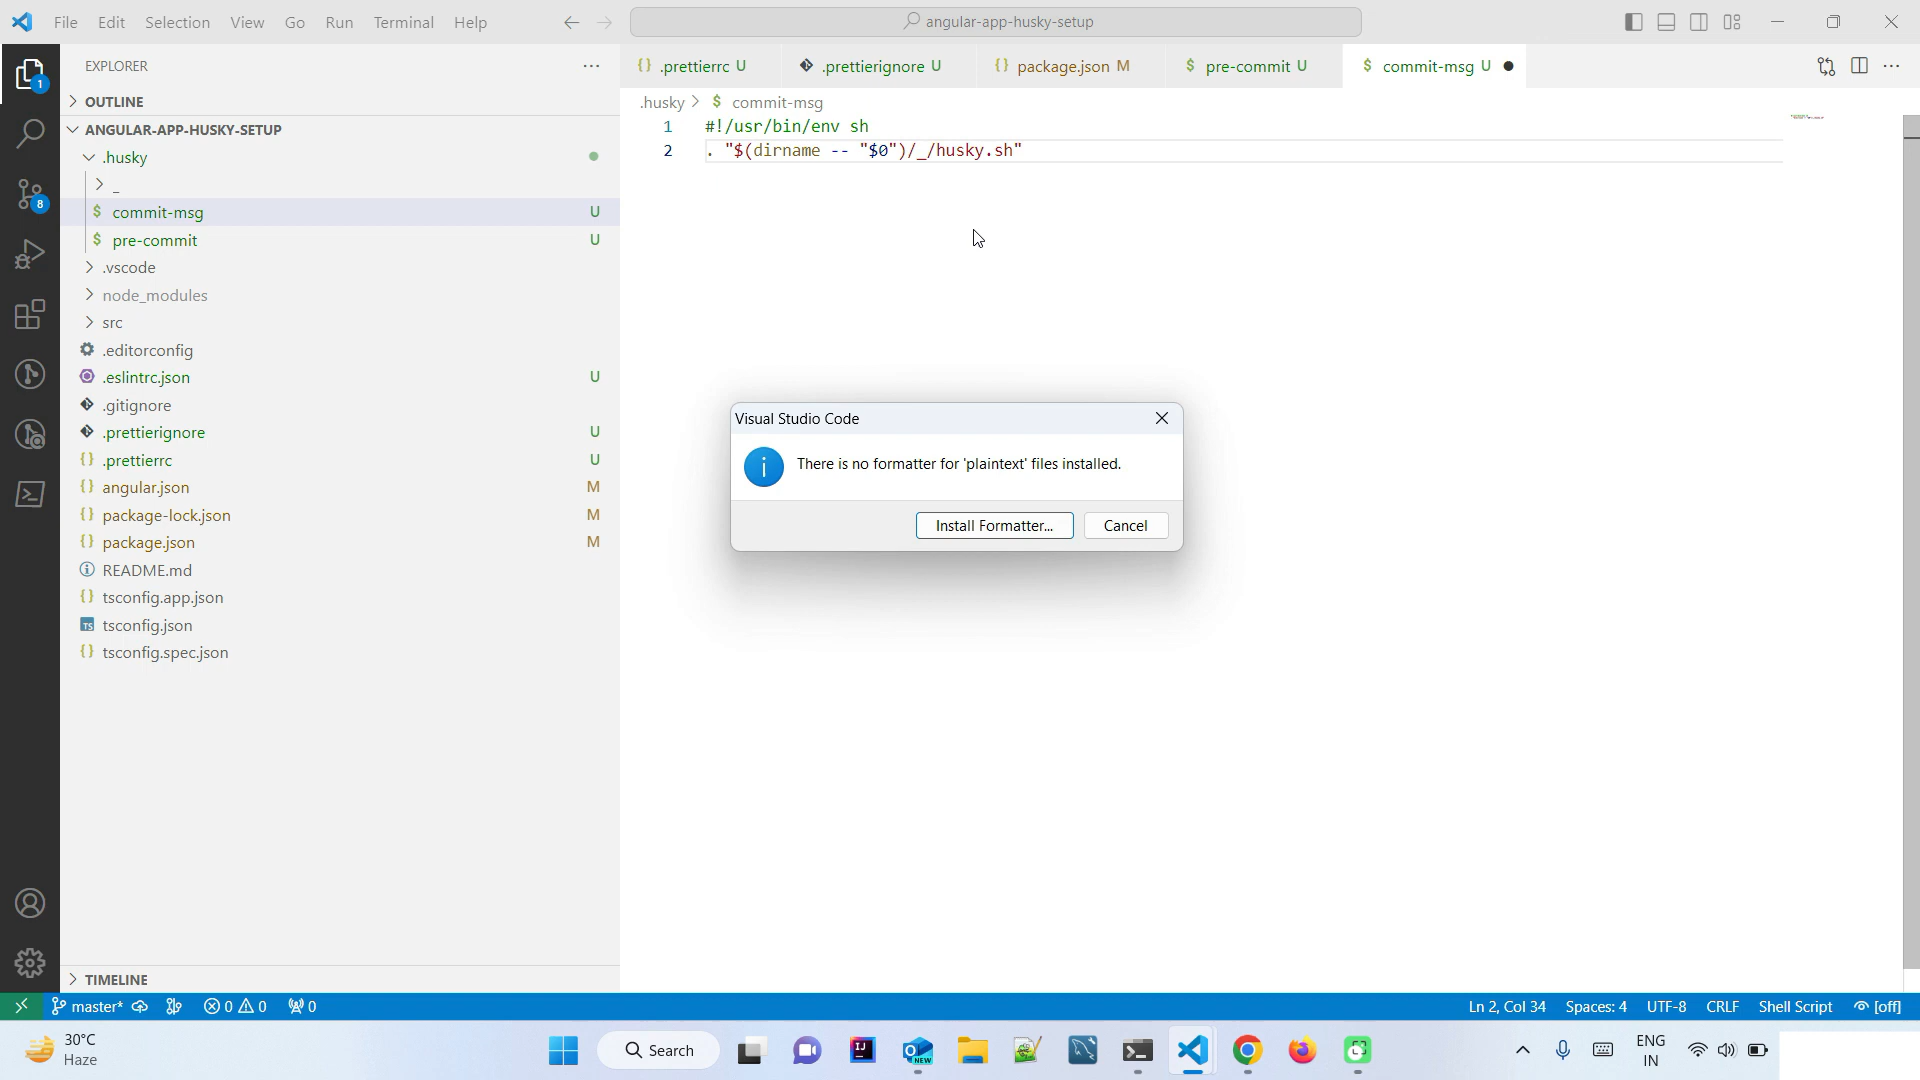 File Edit Selection View Go Run Terminal Help
angular-app-husky-setup
EXPLORER
OUTLINE
ANGULAR-APP-HUSKY-SETUP
.husky
_
commit-msg U
pre-commit U
.vscode
node_modules
src
.editorconfig
.eslintrc.json U
.gitignore
.prettierignore U
.prettierrc U
angular.json M
package-lock.json M
package.json M
README.md
tsconfig.app.json
tsconfig.json
tsconfig.spec.json
TIMELINE
1
8
.prettierrc U .prettierignore U package.json M pre-commit U commit-msg U
.husky > $ commit-msg
1 #!/usr/bin/env sh
2 . "$(dirname -- "$0")/_/husky.sh"
Visual Studio Code
There is no formatter for 'plaintext' files installed.
Install Formatter... Cancel
master* 0 0 0 Ln 2, Col 34 Spaces: 4 UTF-8 CRLF Shell Script [off]
30°C
Haze
Search
NEW
ENG
IN